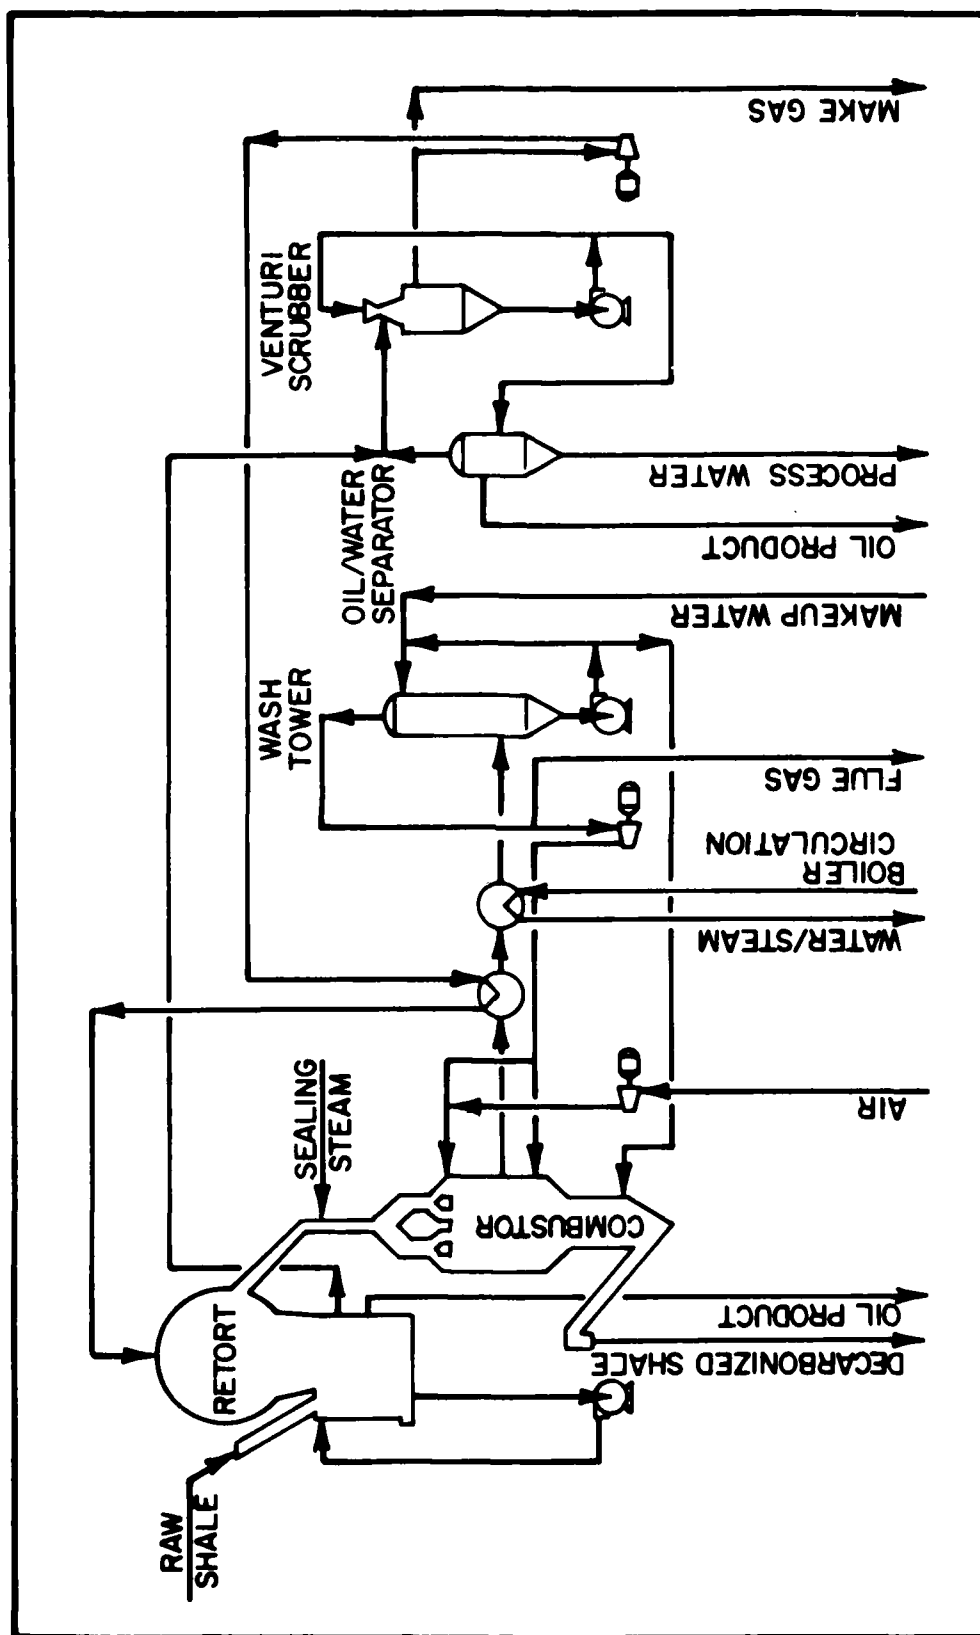 RAW
SHALE
RETORT
SEALING
STEAM
COMBUSTOR
WASH
TOWER
OIL/WATER
SEPARATOR
VENTURI
SCRUBBER
DECARBONIZED SHALE
OIL PRODUCT
AIR
WATER/STEAM
BOILER
CIRCULATION
FLUE GAS
MAKEUP WATER
OIL PRODUCT
PROCESS WATER
MAKE GAS